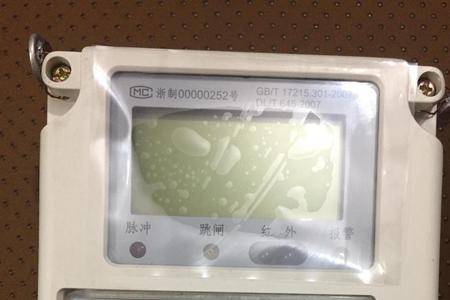 MC 浙制00000252号
GB/T 17215.301-2007
DL/T 645-2007
脉冲 跳闸 红外 报警